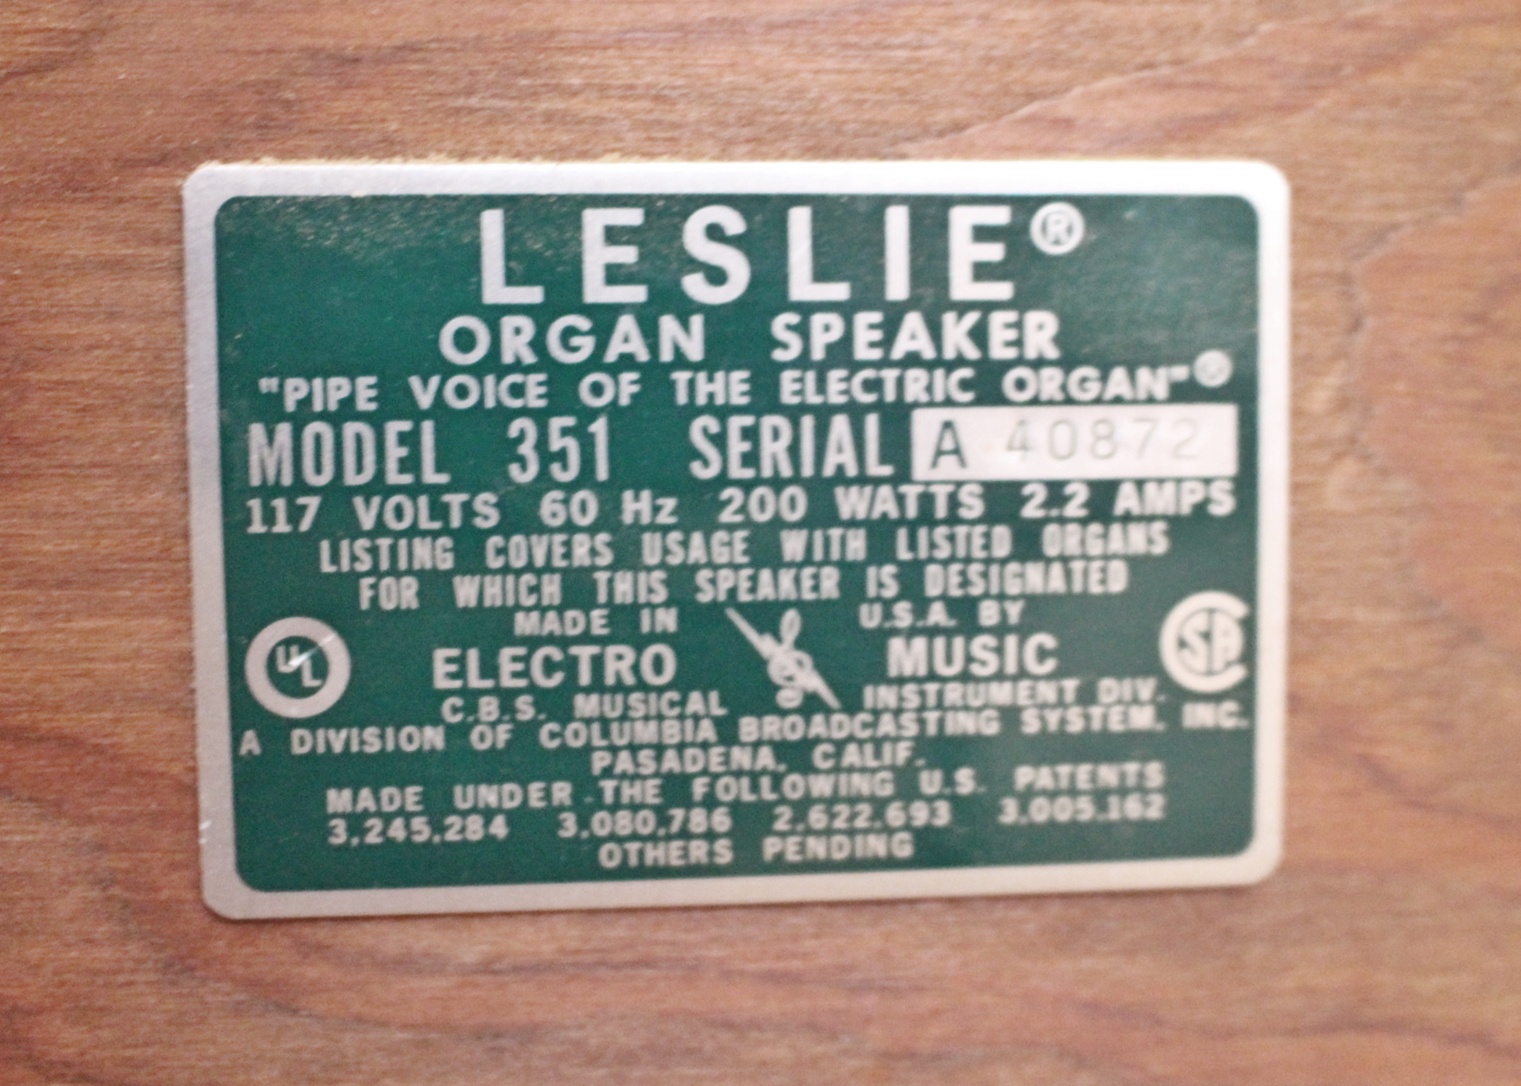 LESLIE®
ORGAN SPEAKER
"PIPE VOICE OF THE ELECTRIC ORGAN"®
MODEL 351 SERIAL A 40872
117 VOLTS 60 Hz 200 WATTS 2.2 AMPS
LISTING COVERS USAGE WITH LISTED ORGANS
FOR WHICH THIS SPEAKER IS DESIGNATED
MADE IN U.S.A. BY
UL ELECTRO MUSIC SA
C.B.S. MUSICAL INSTRUMENT DIV.
A DIVISION OF COLUMBIA BROADCASTING SYSTEM, INC.
PASADENA, CALIF.
MADE UNDER THE FOLLOWING U.S. PATENTS
3,245,284 3,080,786 2,622,693 3,005,162
OTHERS PENDING